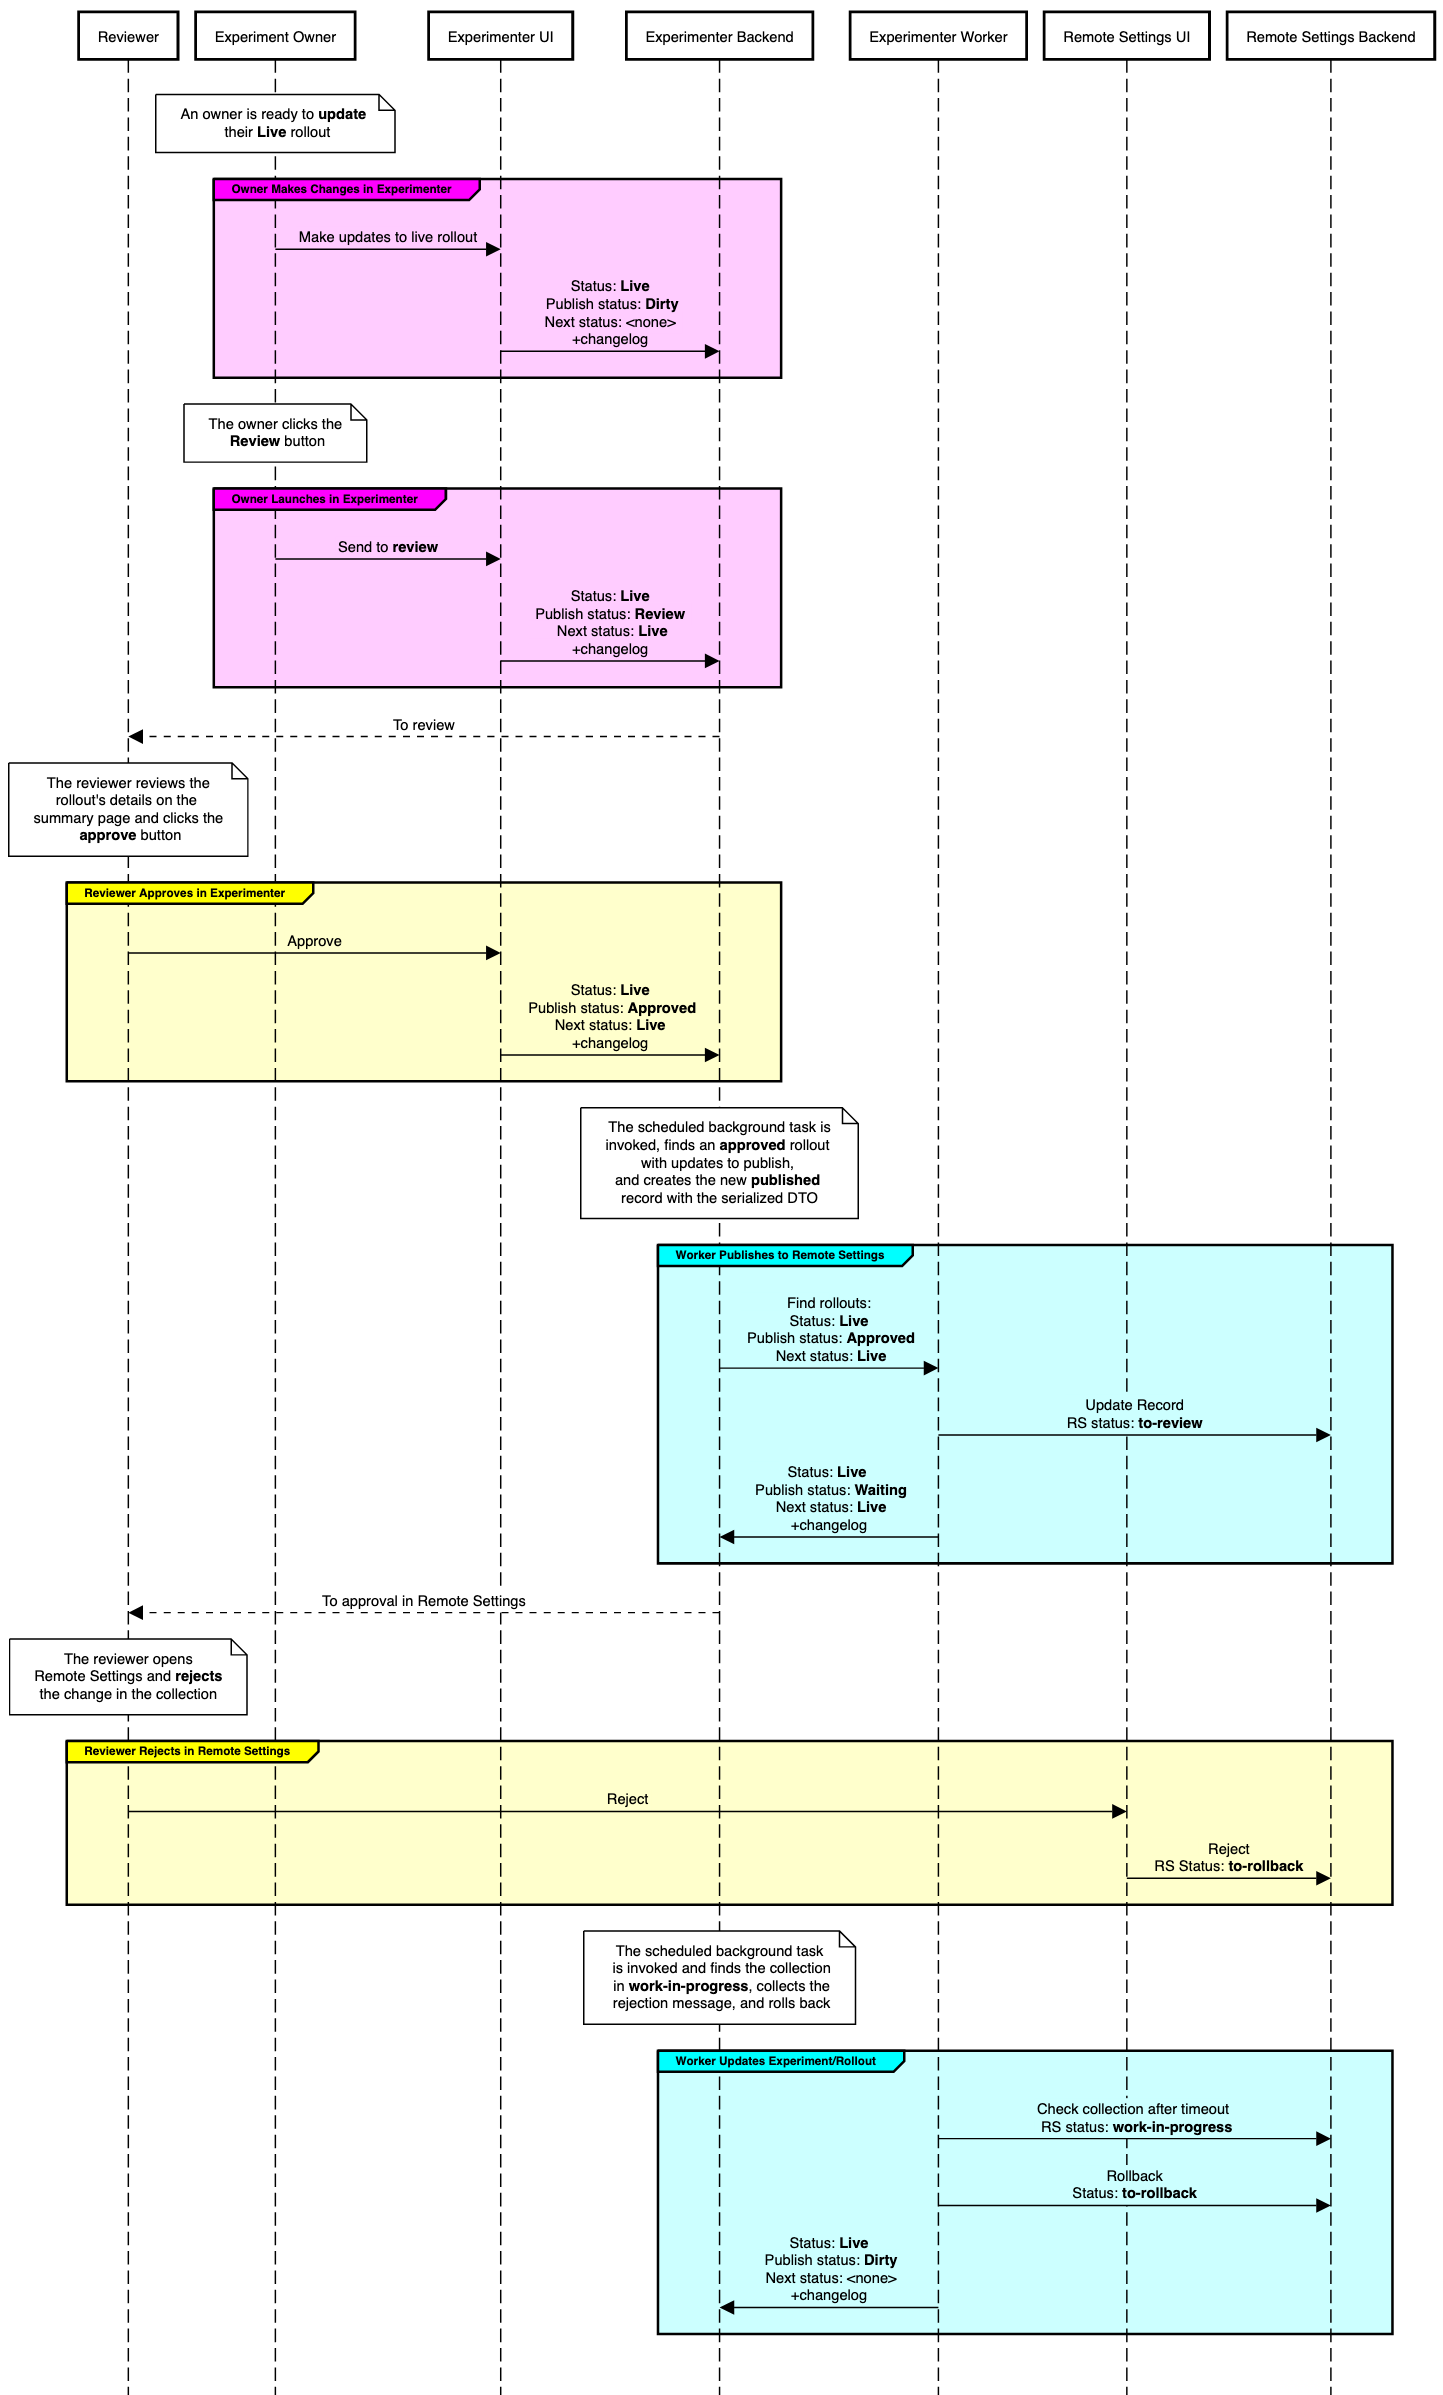 Reviewer
Experiment Owner
Experimenter UI
Experimenter Backend
Experimenter Worker
Remote Settings UI
Remote Settings Backend
An owner is ready to update
their Live rollout
Owner Makes Changes in Experimenter
Make updates to live rollout
Status: Live
Publish status: Dirty
Next status: <none>
+changelog
The owner clicks the
Review button
Owner Launches in Experimenter
Send to review
Status: Live
Publish status: Review
Next status: Live
+changelog
To review
The reviewer reviews the
rollout's details on the
summary page and clicks the
approve button
Reviewer Approves in Experimenter
Approve
Status: Live
Publish status: Approved
Next status: Live
+changelog
The scheduled background task is
invoked, finds an approved rollout
with updates to publish,
and creates the new published
record with the serialized DTO
Worker Publishes to Remote Settings
Find rollouts:
Status: Live
Publish status: Approved
Next status: Live
Update Record
RS status: to-review
Status: Live
Publish status: Waiting
Next status: Live
+changelog
To approval in Remote Settings
The reviewer opens
Remote Settings and rejects
the change in the collection
Reviewer Rejects in Remote Settings
Reject
Reject
RS Status: to-rollback
The scheduled background task
is invoked and finds the collection
in work-in-progress, collects the
rejection message, and rolls back
Worker Updates Experiment/Rollout
Check collection after timeout
RS status: work-in-progress
Rollback
Status: to-rollback
Status: Live
Publish status: Dirty
Next status: <none>
+changelog